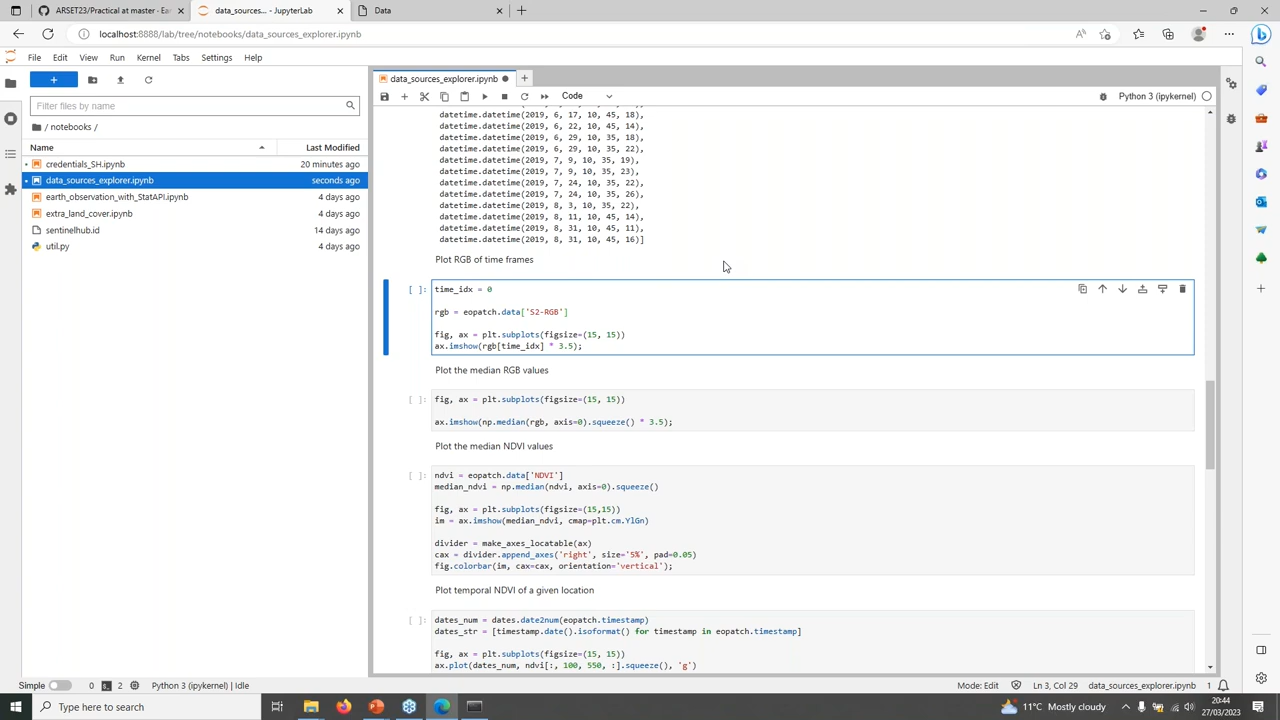 ARSET23/Practical at master · Ear
data_sources... - JupyterLab
Data
localhost:8888/lab/tree/notebooks/data_sources_explorer.ipynb
File Edit View Run Kernel Tabs Settings Help
Filter files by name
/ notebooks /
Name Last Modified
credentials_SH.ipynb 20 minutes ago
data_sources_explorer.ipynb seconds ago
earth_observation_with_StatAPI.ipynb 4 days ago
extra_land_cover.ipynb 4 days ago
sentinelhub.id 14 days ago
util.py 4 days ago
data_sources_explorer.ipynb
Code
Python 3 (ipykernel)
datetime.datetime(2019, 6, 17, 10, 45, 18),
datetime.datetime(2019, 6, 22, 10, 45, 14),
datetime.datetime(2019, 6, 29, 10, 35, 18),
datetime.datetime(2019, 6, 29, 10, 35, 22),
datetime.datetime(2019, 7, 9, 10, 35, 19),
datetime.datetime(2019, 7, 9, 10, 35, 23),
datetime.datetime(2019, 7, 24, 10, 35, 22),
datetime.datetime(2019, 7, 24, 10, 35, 26),
datetime.datetime(2019, 8, 3, 10, 35, 22),
datetime.datetime(2019, 8, 11, 10, 45, 14),
datetime.datetime(2019, 8, 31, 10, 45, 11),
datetime.datetime(2019, 8, 31, 10, 45, 16)]
Plot RGB of time frames
[ ]: time_idx = 0
rgb = eopatch.data['S2-RGB']
fig, ax = plt.subplots(figsize=(15, 15))
ax.imshow(rgb[time_idx] * 3.5);
Plot the median RGB values
[ ]: fig, ax = plt.subplots(figsize=(15, 15))
ax.imshow(np.median(rgb, axis=0).squeeze() * 3.5);
Plot the median NDVI values
[ ]: ndvi = eopatch.data['NDVI']
median_ndvi = np.median(ndvi, axis=0).squeeze()
fig, ax = plt.subplots(figsize=(15,15))
im = ax.imshow(median_ndvi, cmap=plt.cm.YlGn)
divider = make_axes_locatable(ax)
cax = divider.append_axes('right', size='5%', pad=0.05)
fig.colorbar(im, cax=cax, orientation='vertical');
Plot temporal NDVI of a given location
[ ]: dates_num = dates.date2num(eopatch.timestamp)
dates_str = [timestamp.date().isoformat() for timestamp in eopatch.timestamp]
fig, ax = plt.subplots(figsize=(15, 15))
ax.plot(dates_num, ndvi[:, 100, 550, :].squeeze(), 'g')
Simple 0 2 Python 3 (ipykernel) | Idle
Mode: Edit Ln 3, Col 29 data_sources_explorer.ipynb 1
Type here to search
11°C Mostly cloudy
20:44
27/03/2023